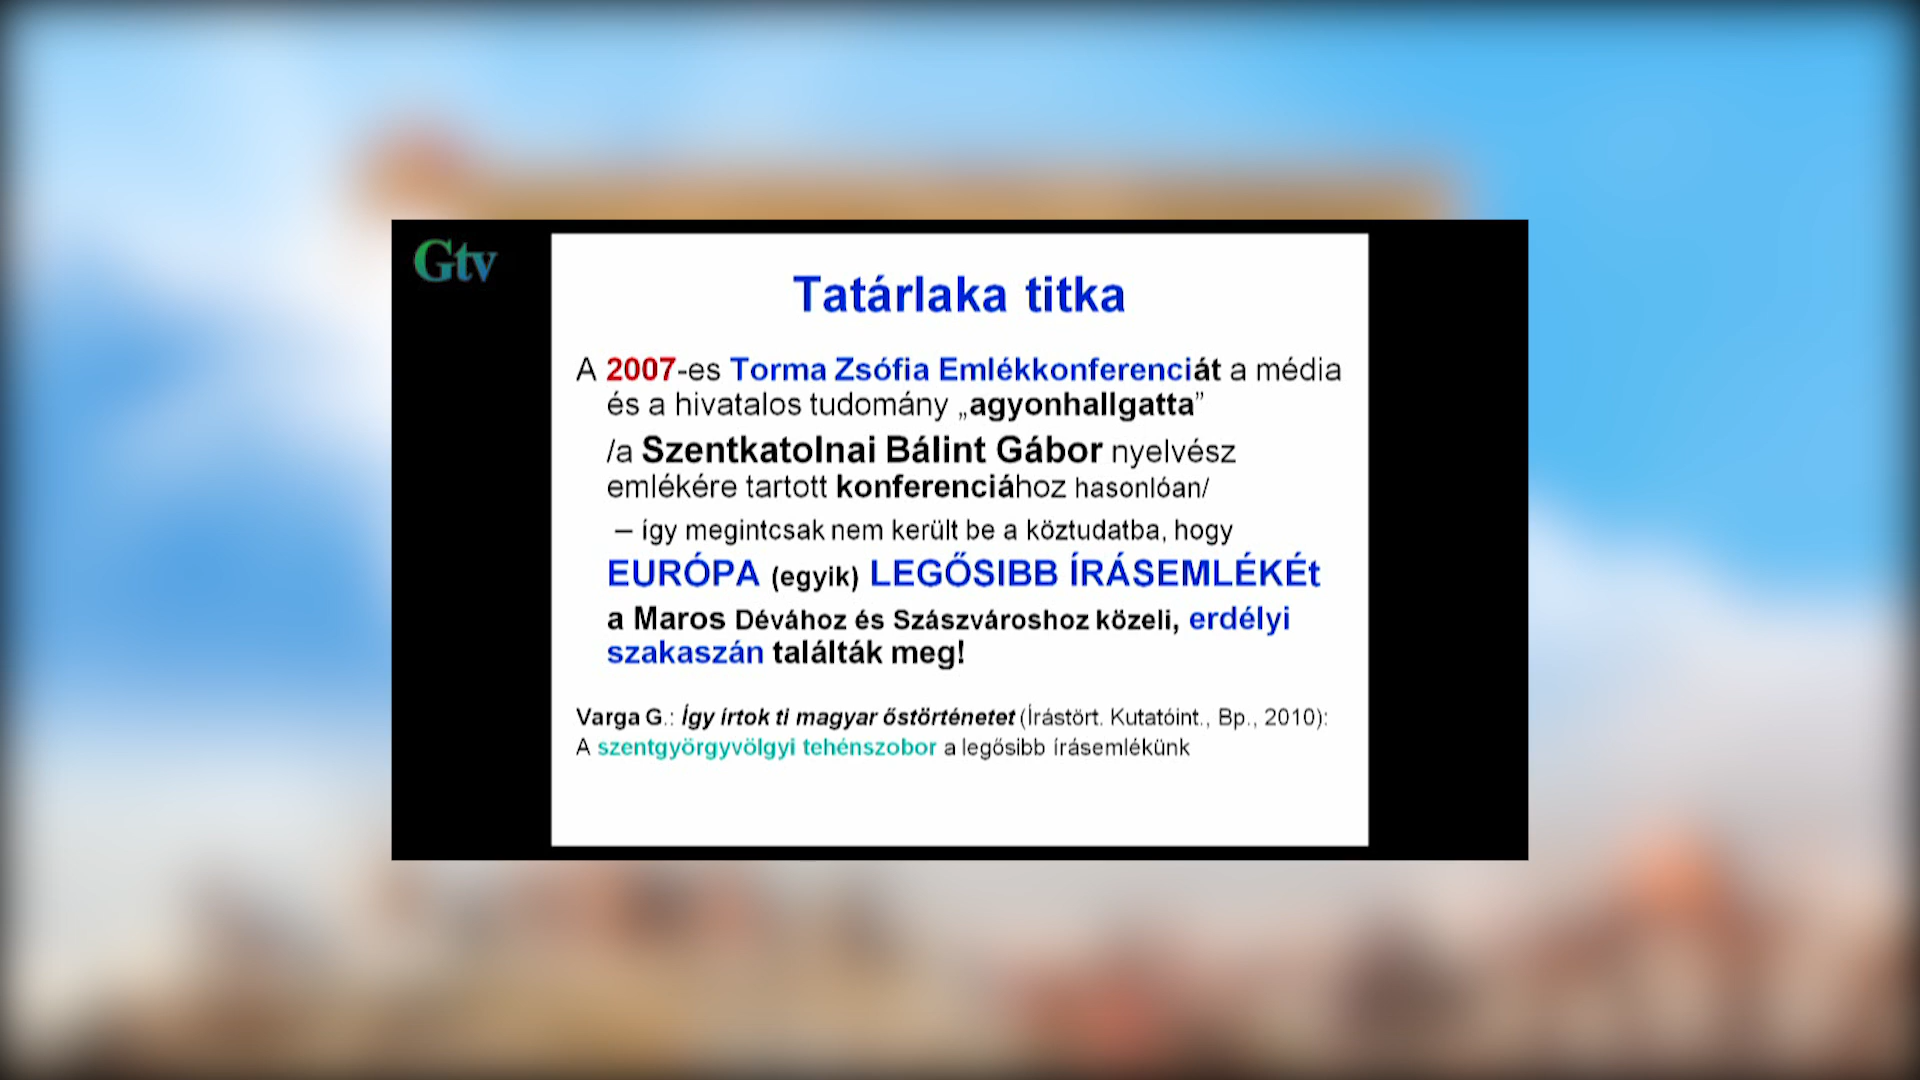 Gtv
Tatárlaka titka
A 2007-es Torma Zsófia Emlékkonferenciát a média
és a hivatalos tudomány „agyonhallgatta”
/a Szentkatolnai Bálint Gábor nyelvész
emlékére tartott konferenciához hasonlóan/
– így megintcsak nem került be a köztudatba, hogy
EURÓPA (egyik) LEGŐSIBB ÍRÁSEMLÉKÉt
a Maros Dévához és Szászvároshoz közeli, erdélyi
szakaszán találták meg!
Varga G.: Így írtok ti magyar őstörténetet (Írástört. Kutatóint., Bp., 2010):
A szentgyörgyvölgyi tehénszobor a legősibb írásemlékünk